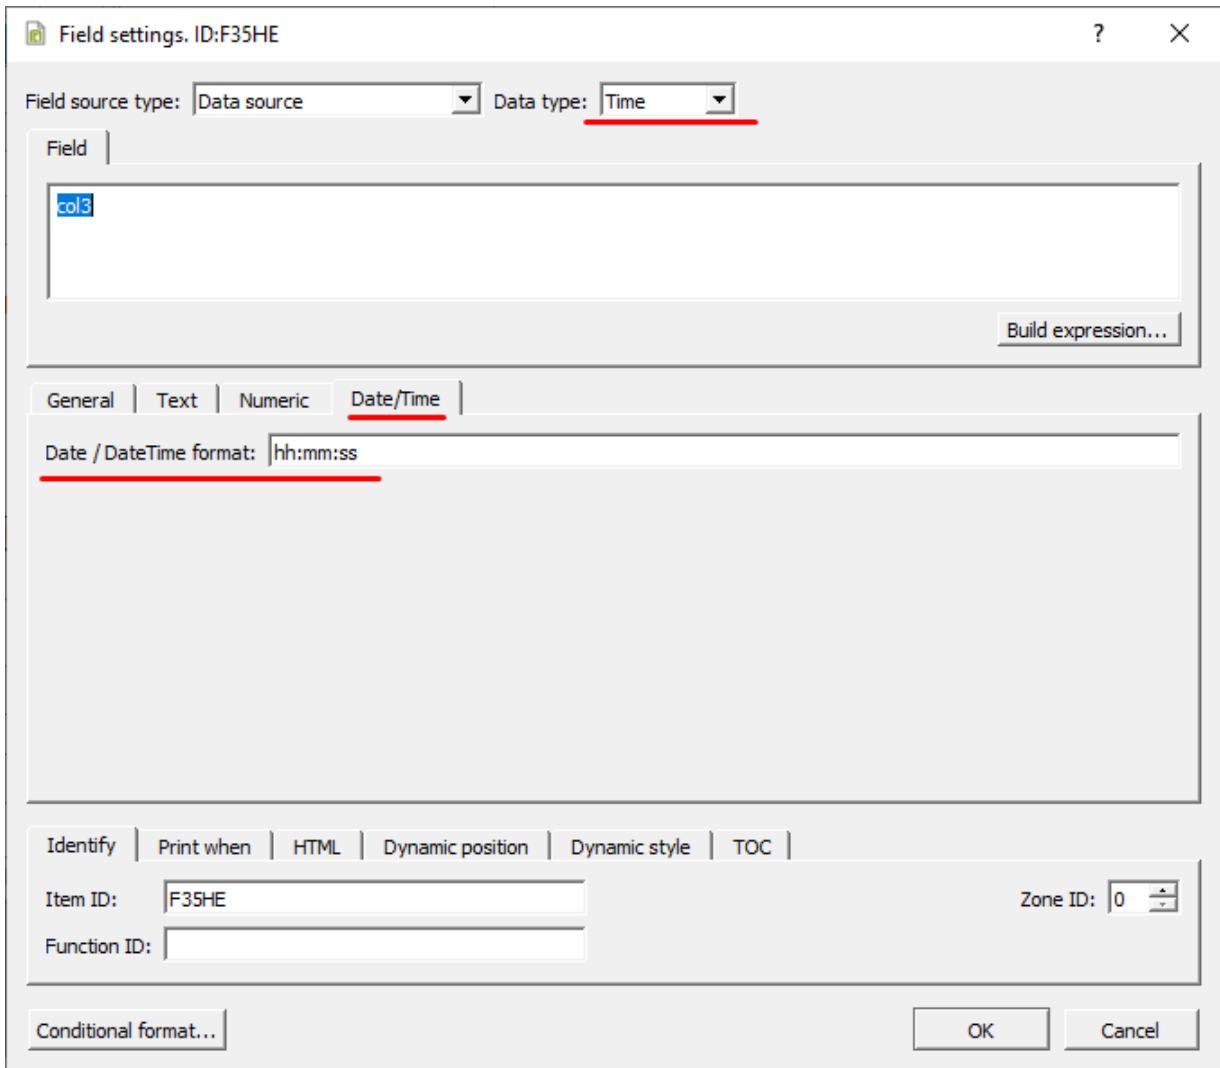 Field settings. ID:F35HE ?
Field source type: Data source Data type: Time
Field
col3
Build expression...
General Text Numeric Date/Time
Date / DateTime format: hh:mm:ss
Identify Print when HTML Dynamic position Dynamic style TOC
Item ID: F35HE Zone ID: 0
Function ID:
Conditional format... OK Cancel